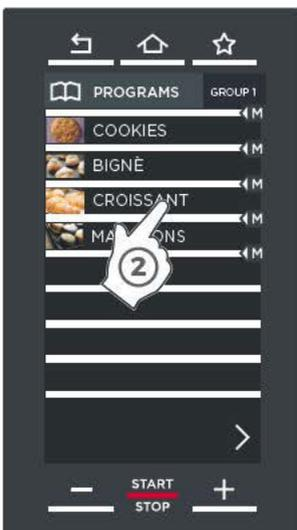 PROGRAMS GROUP 1
M
COOKIES
M
BIGNÈ
M
CROISSANT
M
2
M
START
STOP